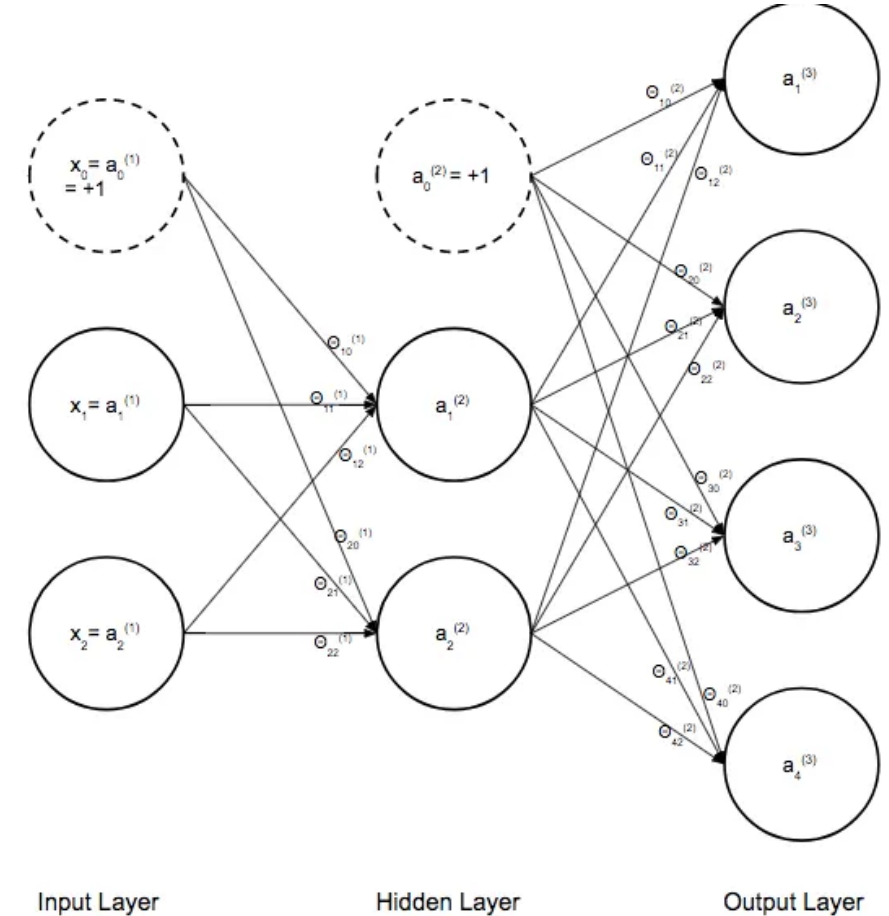 x₀= a₀⁽¹⁾
= +1
x₁= a₁⁽¹⁾
x₂= a₂⁽¹⁾
Θ₁₀⁽¹⁾
Θ₁₁⁽¹⁾
Θ₁₂⁽¹⁾
Θ₂₀⁽¹⁾
Θ₂₁⁽¹⁾
Θ₂₂⁽¹⁾
a₀⁽²⁾= +1
a₁⁽²⁾
a₂⁽²⁾
Θ₁₀⁽²⁾
Θ₁₁⁽²⁾
Θ₁₂⁽²⁾
Θ₂₀⁽²⁾
Θ₂₁⁽²⁾
Θ₂₂⁽²⁾
Θ₃₀⁽²⁾
Θ₃₁⁽²⁾
Θ₃₂⁽²⁾
Θ₄₁⁽²⁾
Θ₄₀⁽²⁾
Θ₄₂⁽²⁾
a₁⁽³⁾
a₂⁽³⁾
a₃⁽³⁾
a₄⁽³⁾
Input Layer
Hidden Layer
Output Layer